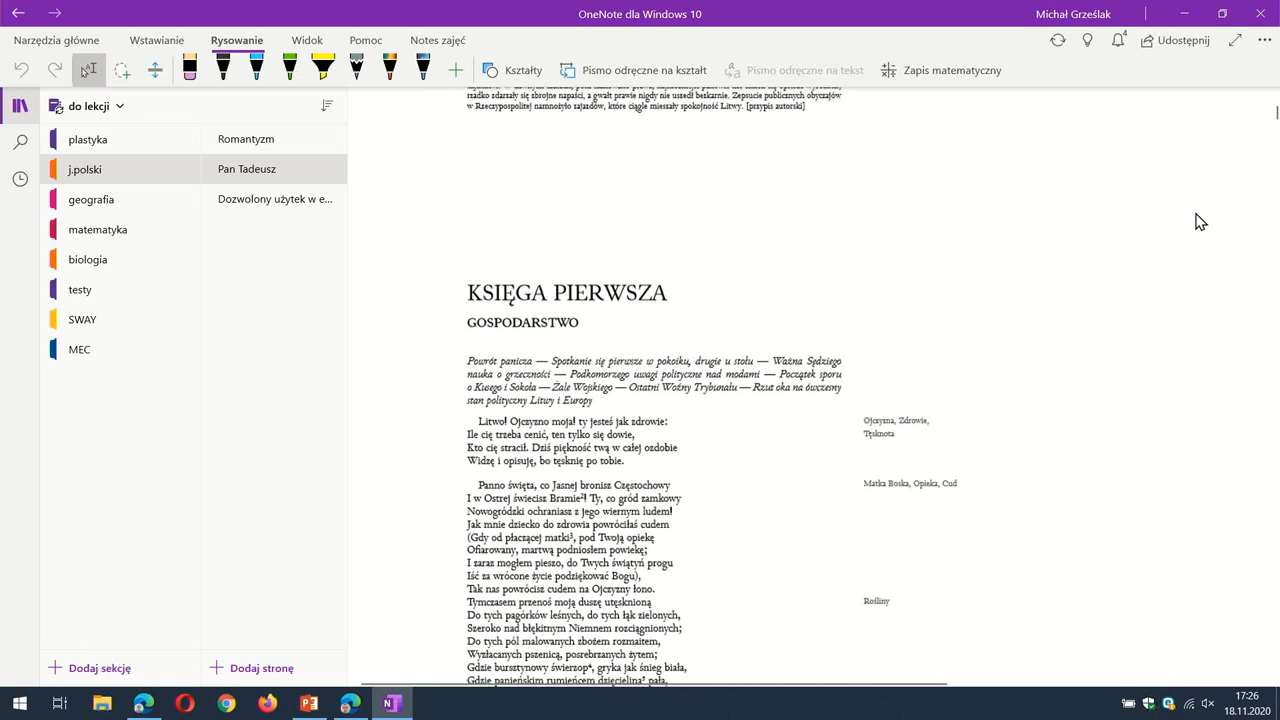 OneNote dla Windows 10
Michał Grześlak
Narzędzia główne
Wstawianie
Rysowanie
Widok
Pomoc
Notes zajęć
4
Udostępnij
Kształty
Pismo odręczne na kształt
Pismo odręczne na tekst
Zapis matematyczny
do lekcji
plastyka
j.polski
geografia
matematyka
biologia
testy
SWAY
MEC
Romantyzm
Pan Tadeusz
Dozwolony użytek w e...
rzadko zdarzały się zbrojne napaści, a gwałt prawie nigdy nie uszedł bezkarnie. Zepsucie publicznych obyczajów
w Rzeczypospolitej namnożyło zajazdów, które ciągle mieszały spokojność Litwy. [przypis autorski]
KSIĘGA PIERWSZA
GOSPODARSTWO
Powrót panicza — Spotkanie się pierwsze w pokoiku, drugie u stołu — Ważna Sędziego
nauka o grzeczności — Podkomorzego uwagi polityczne nad modami — Początek sporu
o Kusego i Sokoła — Żale Wojskiego — Ostatni Woźny Trybunału — Rzut oka na ówczesny
stan polityczny Litwy i Europy
Litwo! Ojczyzno moja! ty jesteś jak zdrowie:
Ile cię trzeba cenić, ten tylko się dowie,
Kto cię stracił. Dziś piękność twą w całej ozdobie
Widzę i opisuję, bo tęsknię po tobie.
Ojczyzna, Zdrowie,
Tęsknota
Panno święta, co Jasnej bronisz Częstochowy
I w Ostrej świecisz Bramie²! Ty, co gród zamkowy
Nowogródzki ochraniasz z jego wiernym ludem!
Jak mnie dziecko do zdrowia powróciłaś cudem
(Gdy od płaczącej matki³, pod Twoją opiekę
Ofiarowany, martwą podniosłem powiekę;
I zaraz mogłem pieszo, do Twych świątyń progu
Iść za wrócone życie podziękować Bogu),
Tak nas powrócisz cudem na Ojczyzny łono.
Tymczasem przenoś moją duszę utęsknioną
Do tych pagórków leśnych, do tych łąk zielonych,
Szeroko nad błękitnym Niemnem rozciągnionych;
Do tych pól malowanych zbożem rozmaitem,
Wyzłacanych pszenicą, posrebrzanych żytem;
Gdzie bursztynowy świerzop⁴, gryka jak śnieg biała,
Gdzie panieńskim rumieńcem dzięcielina⁵ pała,
Matka Boska, Opieka, Cud
Rośliny
Dodaj sekcję
Dodaj stronę
17:26
18.11.2020